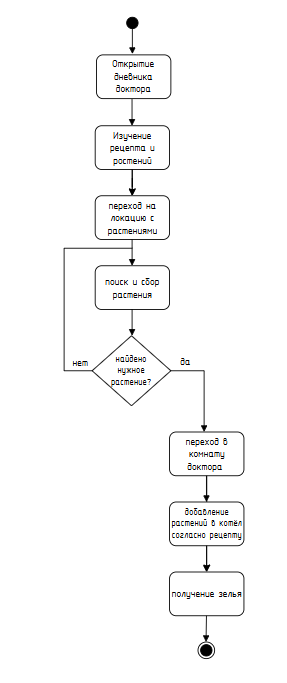 Открытие
дневника
доктора
Изучение
рецепта и
ростений
переход на
локацию с
растениями
поиск и сбор
растения
найдено
нужное
растение?
нет
да
переход в
комнату
доктора
добавление
растений в котёл
согласно рецепту
получение зелья